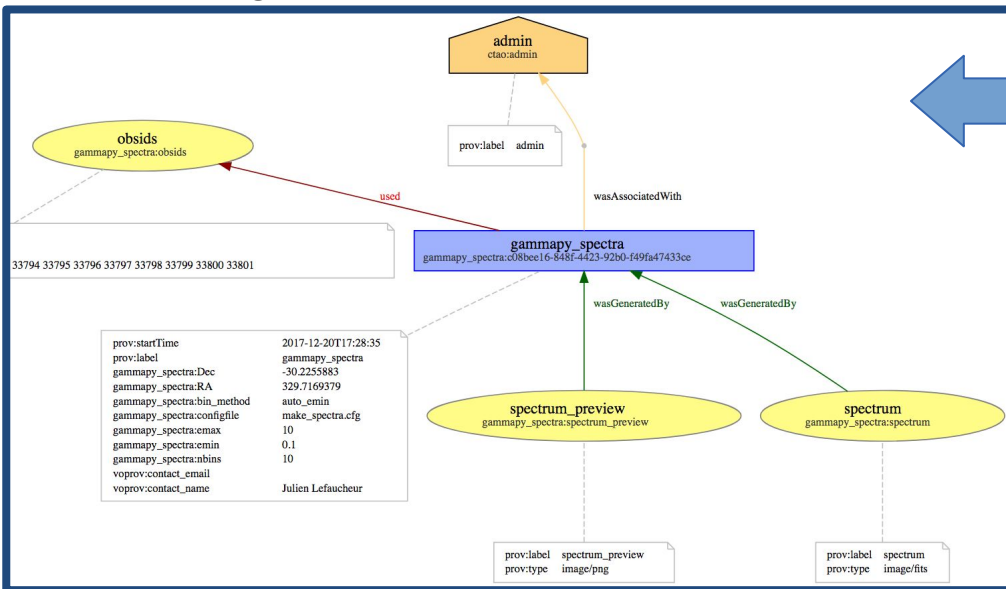 admin
ctao:admin
prov:label admin
obsids
gammapy_spectra:obsids
used
wasAssociatedWith
33794 33795 33796 33797 33798 33799 33800 33801
gammapy_spectra
gammapy_spectra:c08bee16-848f-4423-92b0-f49fa47433ce
wasGeneratedBy
wasGeneratedBy
prov:startTime 2017-12-20T17:28:35
prov:label gammapy_spectra
gammapy_spectra:Dec -30.2255883
gammapy_spectra:RA 329.7169379
gammapy_spectra:bin_method auto_emin
gammapy_spectra:configfile make_spectra.cfg
gammapy_spectra:emax 10
gammapy_spectra:emin 0.1
gammapy_spectra:nbins 10
voprov:contact_email
voprov:contact_name Julien Lefaucheur
spectrum_preview
gammapy_spectra:spectrum_preview
spectrum
gammapy_spectra:spectrum
prov:label spectrum_preview
prov:type image/png
prov:label spectrum
prov:type image/fits